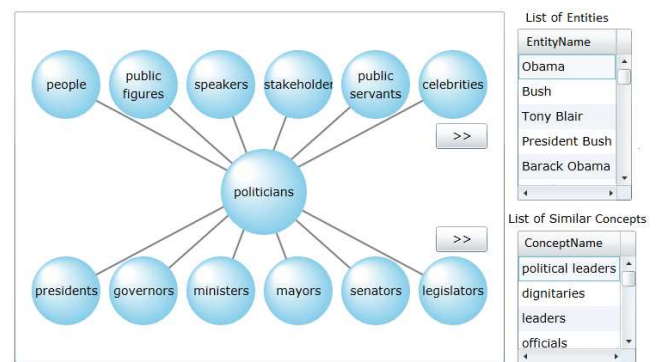 people
public
figures
speakers
stakeholder
public
servants
celebrities
>>
politicians
>>
presidents
governors
ministers
mayors
senators
legislators
List of Entities
EntityName
Obama
Bush
Tony Blair
President Bush
Barack Obama
List of Similar Concepts
ConceptName
political leaders
dignitaries
leaders
officials